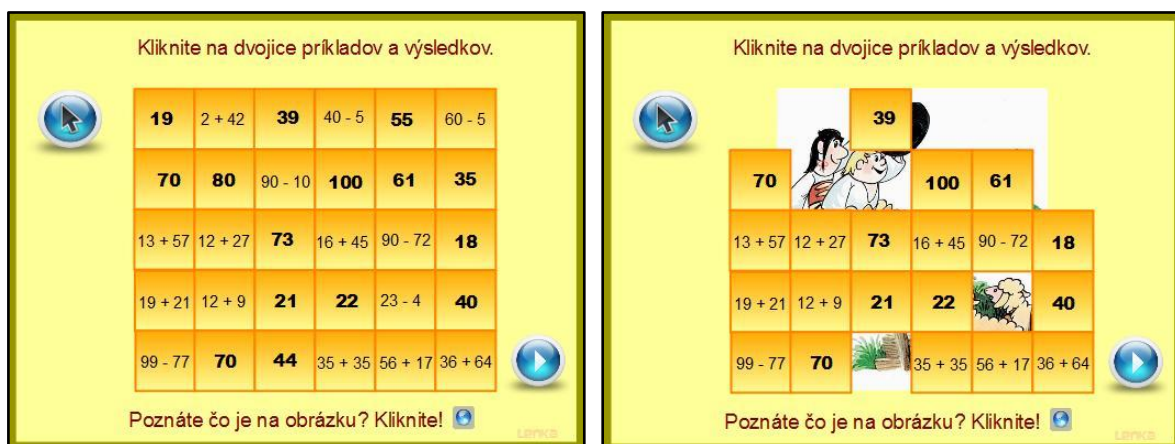 Kliknite na dvojice príkladov a výsledkov.
19 2 + 42 39 40 - 5 55 60 - 5
70 80 90 - 10 100 61 35
13 + 57 12 + 27 73 16 + 45 90 - 72 18
19 + 21 12 + 9 21 22 23 - 4 40
99 - 77 70 44 35 + 35 56 + 17 36 + 64
Poznáte čo je na obrázku? Kliknite!
Lenka
Kliknite na dvojice príkladov a výsledkov.
39
70 100 61
13 + 57 12 + 27 73 16 + 45 90 - 72 18
19 + 21 12 + 9 21 22 40
99 - 77 70 35 + 35 56 + 17 36 + 64
Poznáte čo je na obrázku? Kliknite!
Lenka